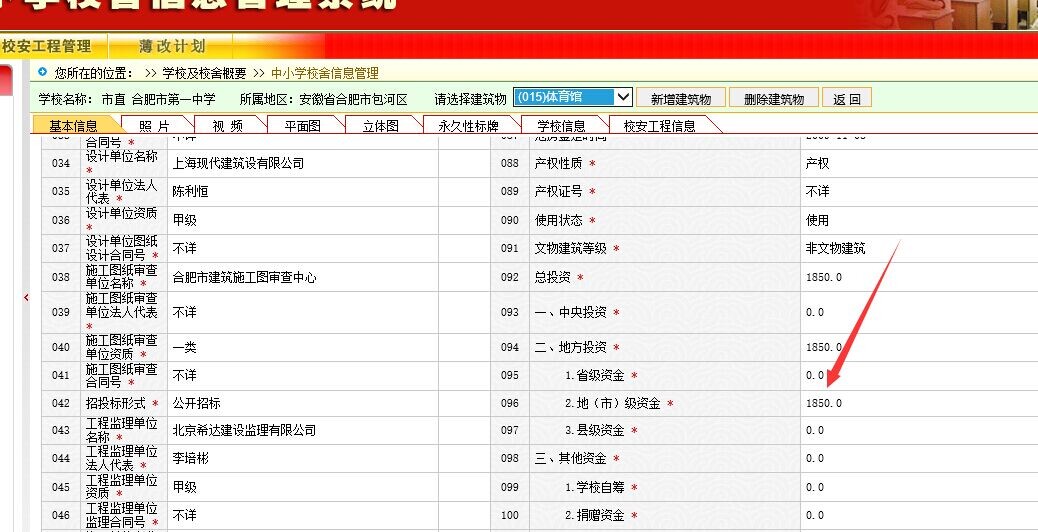 校安工程管理 薄改计划
您所在的位置： >> 学校及校舍概要 >> 中小学校舍信息管理
学校名称： 市直 合肥市第一中学 所属地区：安徽省合肥市包河区 请选择建筑物 (015)体育馆 新增建筑物 删除建筑物 返 回
基本信息 照 片 视 频 平面图 立体图 永久性标牌 学校信息 校安工程信息
合同号 *
034 设计单位名称 * 上海现代建筑设有限公司 088 产权性质 * 产权
035 设计单位法人代表 * 陈利恒 089 产权证号 * 不详
036 设计单位资质 * 甲级 090 使用状态 * 使用
037 设计单位图纸设计合同号 * 不详 091 文物建筑等级 * 非文物建筑
038 施工图纸审查单位名称 * 合肥市建筑施工图审查中心 092 总投资 * 1850.0
039 施工图纸审查单位法人代表 * 不详 093 一、中央投资 * 0.0
040 施工图纸审查单位资质 * 一类 094 二、地方投资 * 1850.0
041 施工图纸审查合同号 * 不详 095 1.省级资金 * 0.0
042 招投标形式 * 公开招标 096 2.地（市）级资金 * 1850.0
043 工程监理单位名称 * 北京希达建设监理有限公司 097 3.县级资金 * 0.0
044 工程监理单位法人代表 * 李培彬 098 三、其他资金 * 0.0
045 工程监理单位资质 * 甲级 099 1.学校自筹 * 0.0
046 工程监理单位监理合同号 * 不详 100 2.捐赠资金 * 0.0